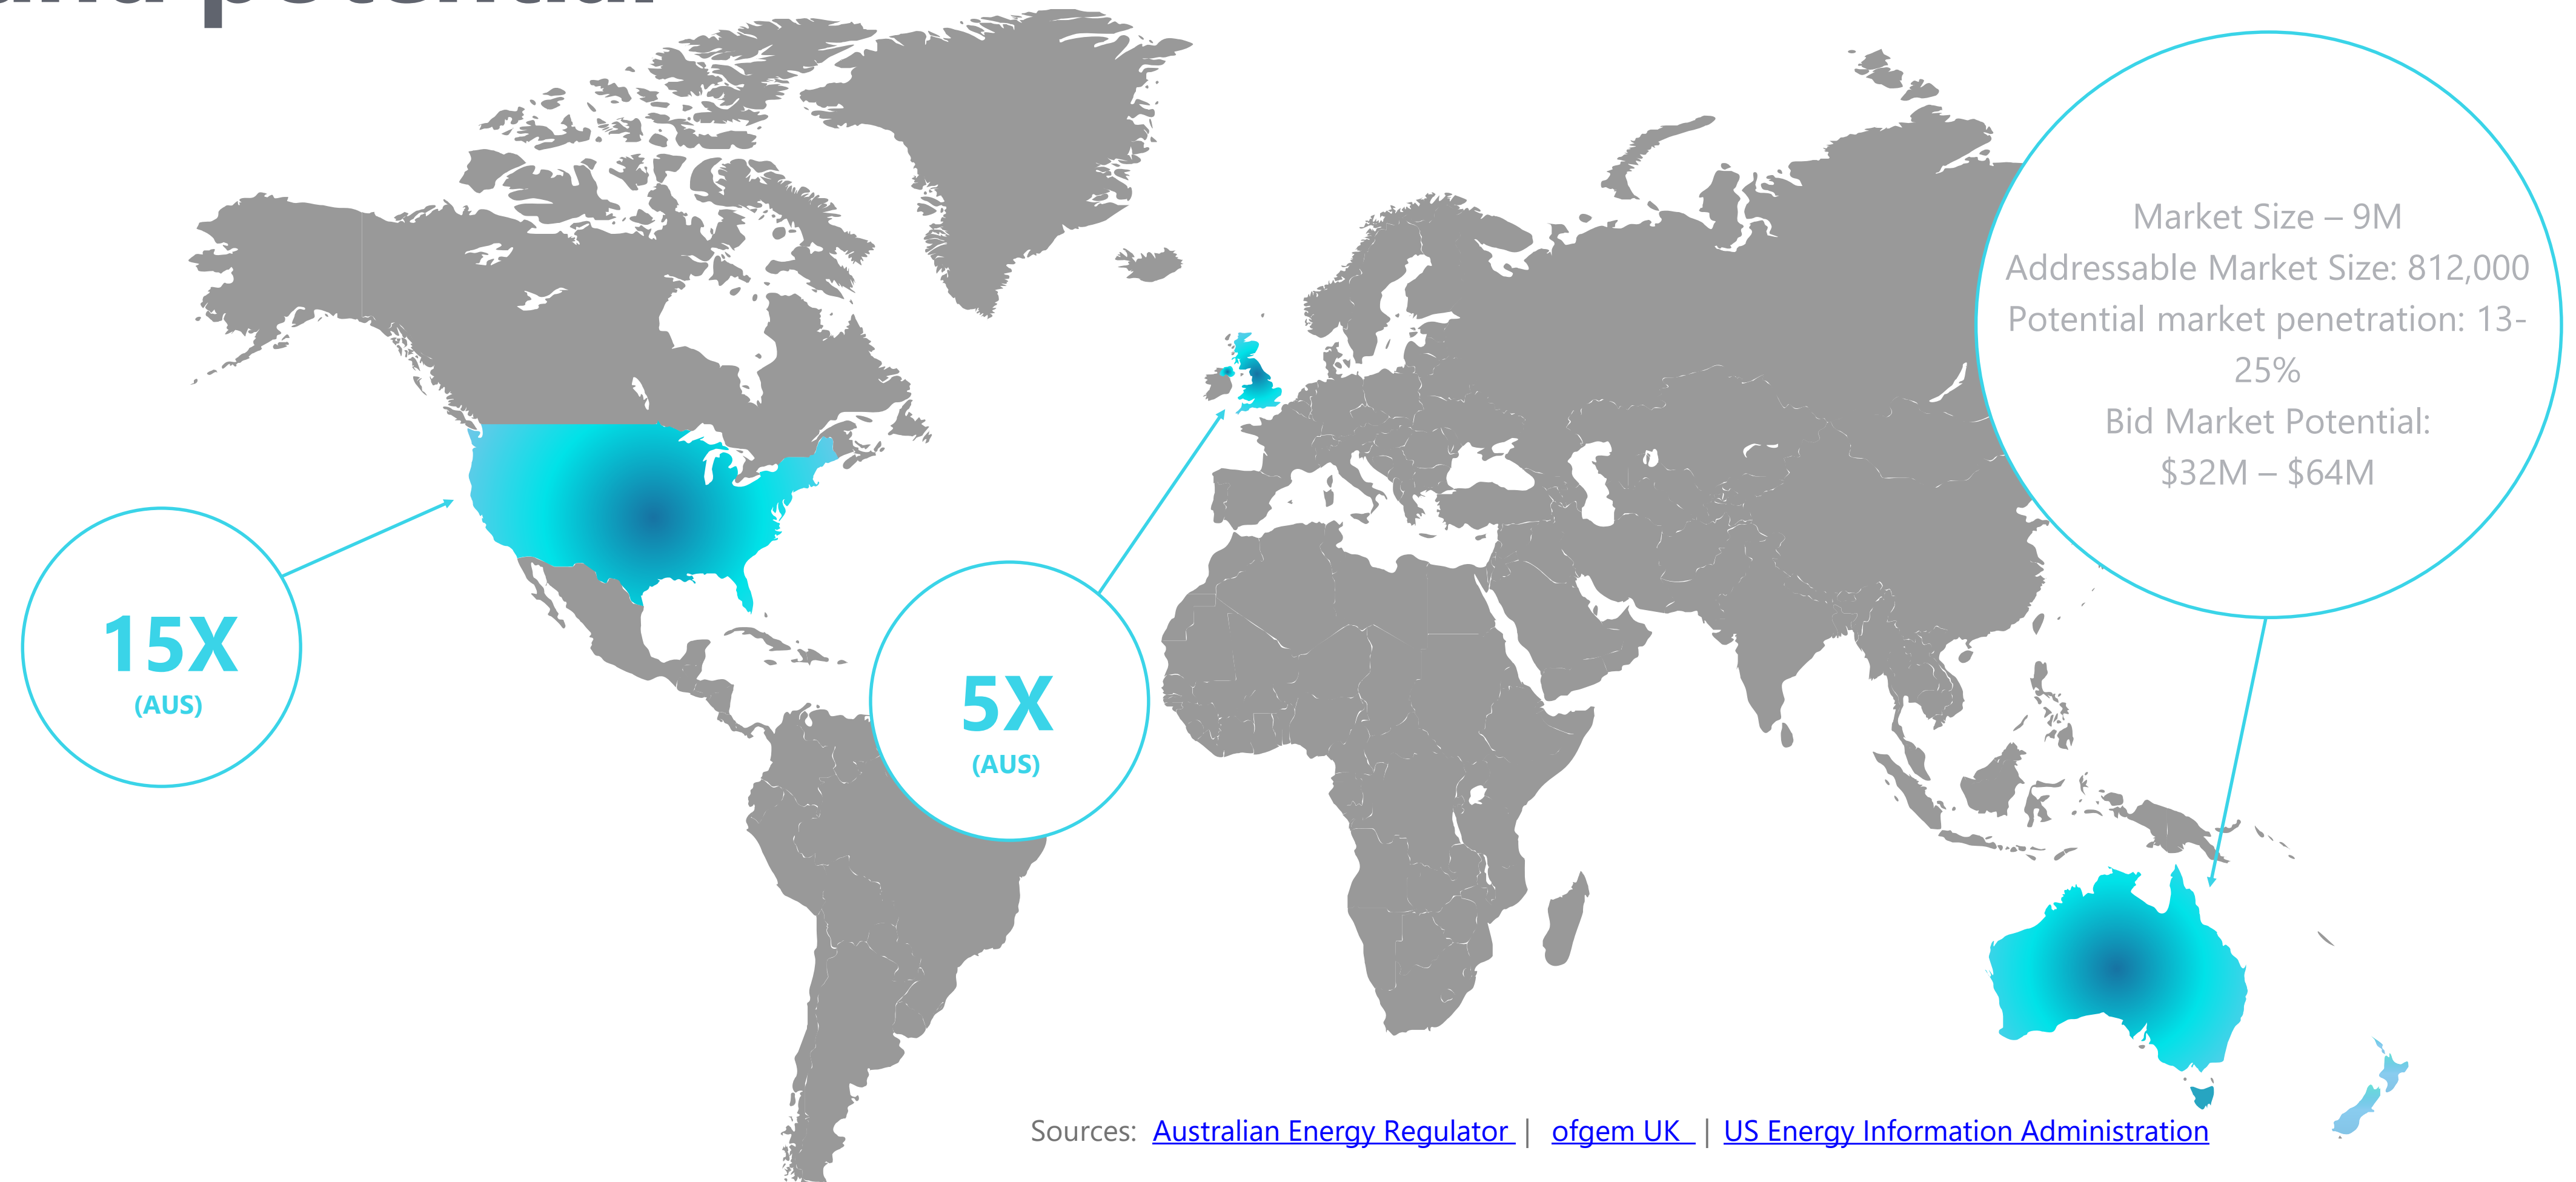 potential
Market Size – 9M
Addressable Market Size: 812,000
Potential market penetration: 13-
25%
Bid Market Potential:
$32M – $64M
15X
(AUS)
5X
(AUS)
Sources: Australian Energy Regulator | ofgem UK | US Energy Information Administration